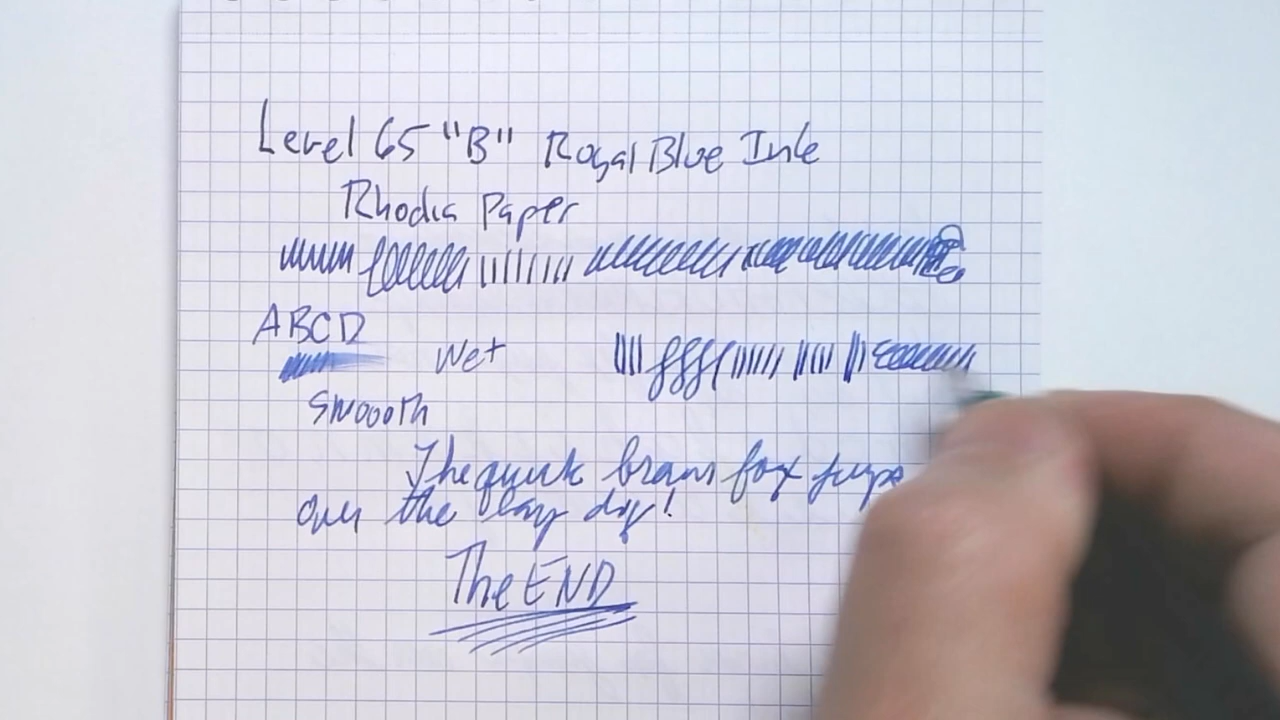 Level 65 "B" Royal Blue Ink
Rhodia Paper
ABCD
Wet
Smoooth
The quick brown fox jumps
over the lazy dog!
The END